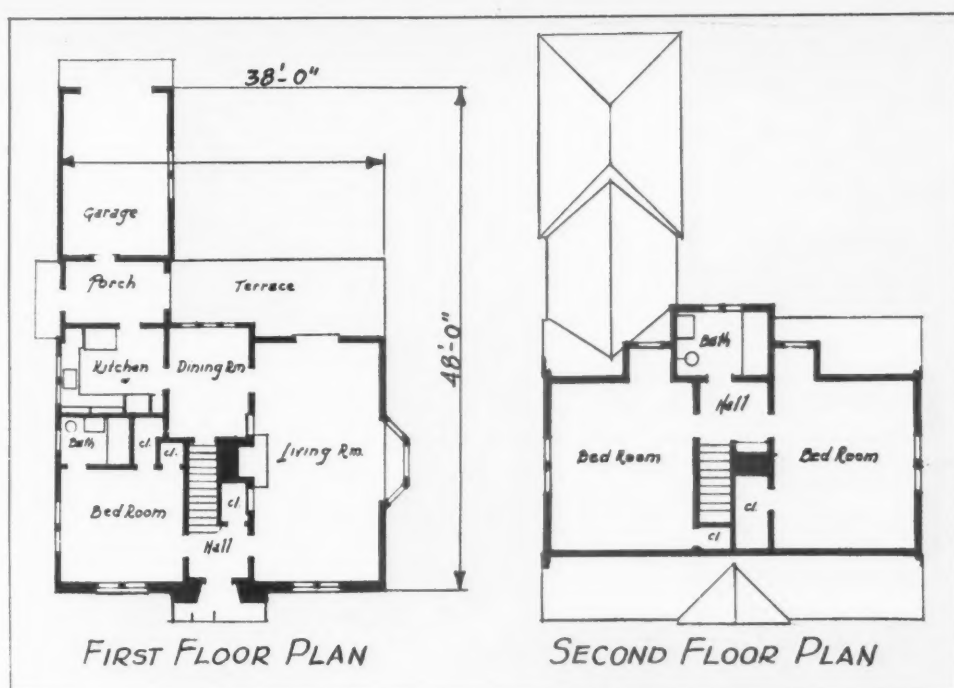 38'-0"
48'-0"
Garage
Porch
Terrace
Kitchen
Dining Rm
Bath
cl.
cl.
Living Rm.
Bed Room
cl.
Hall
FIRST FLOOR PLAN
Bath
Hall
Bed Room
Bed Room
cl.
cl.
SECOND FLOOR PLAN